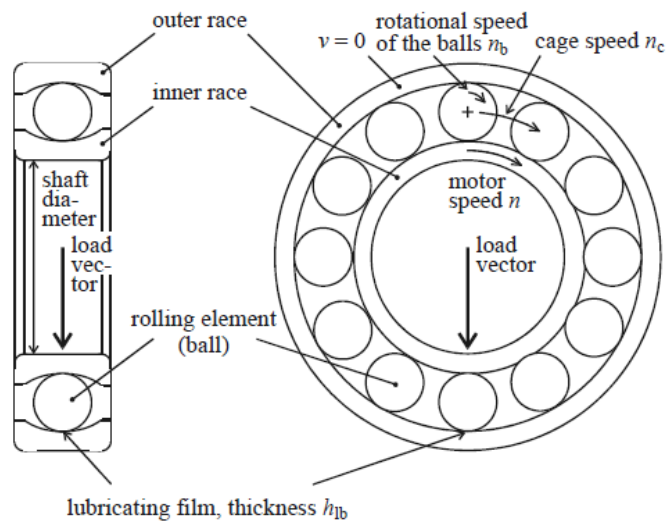 outer race
v = 0
rotational speed
of the balls n_b
cage speed n_c
inner race
shaft
dia-
meter
load
vec-
tor
motor
speed n
load
vector
rolling element
(ball)
lubricating film, thickness h_lb